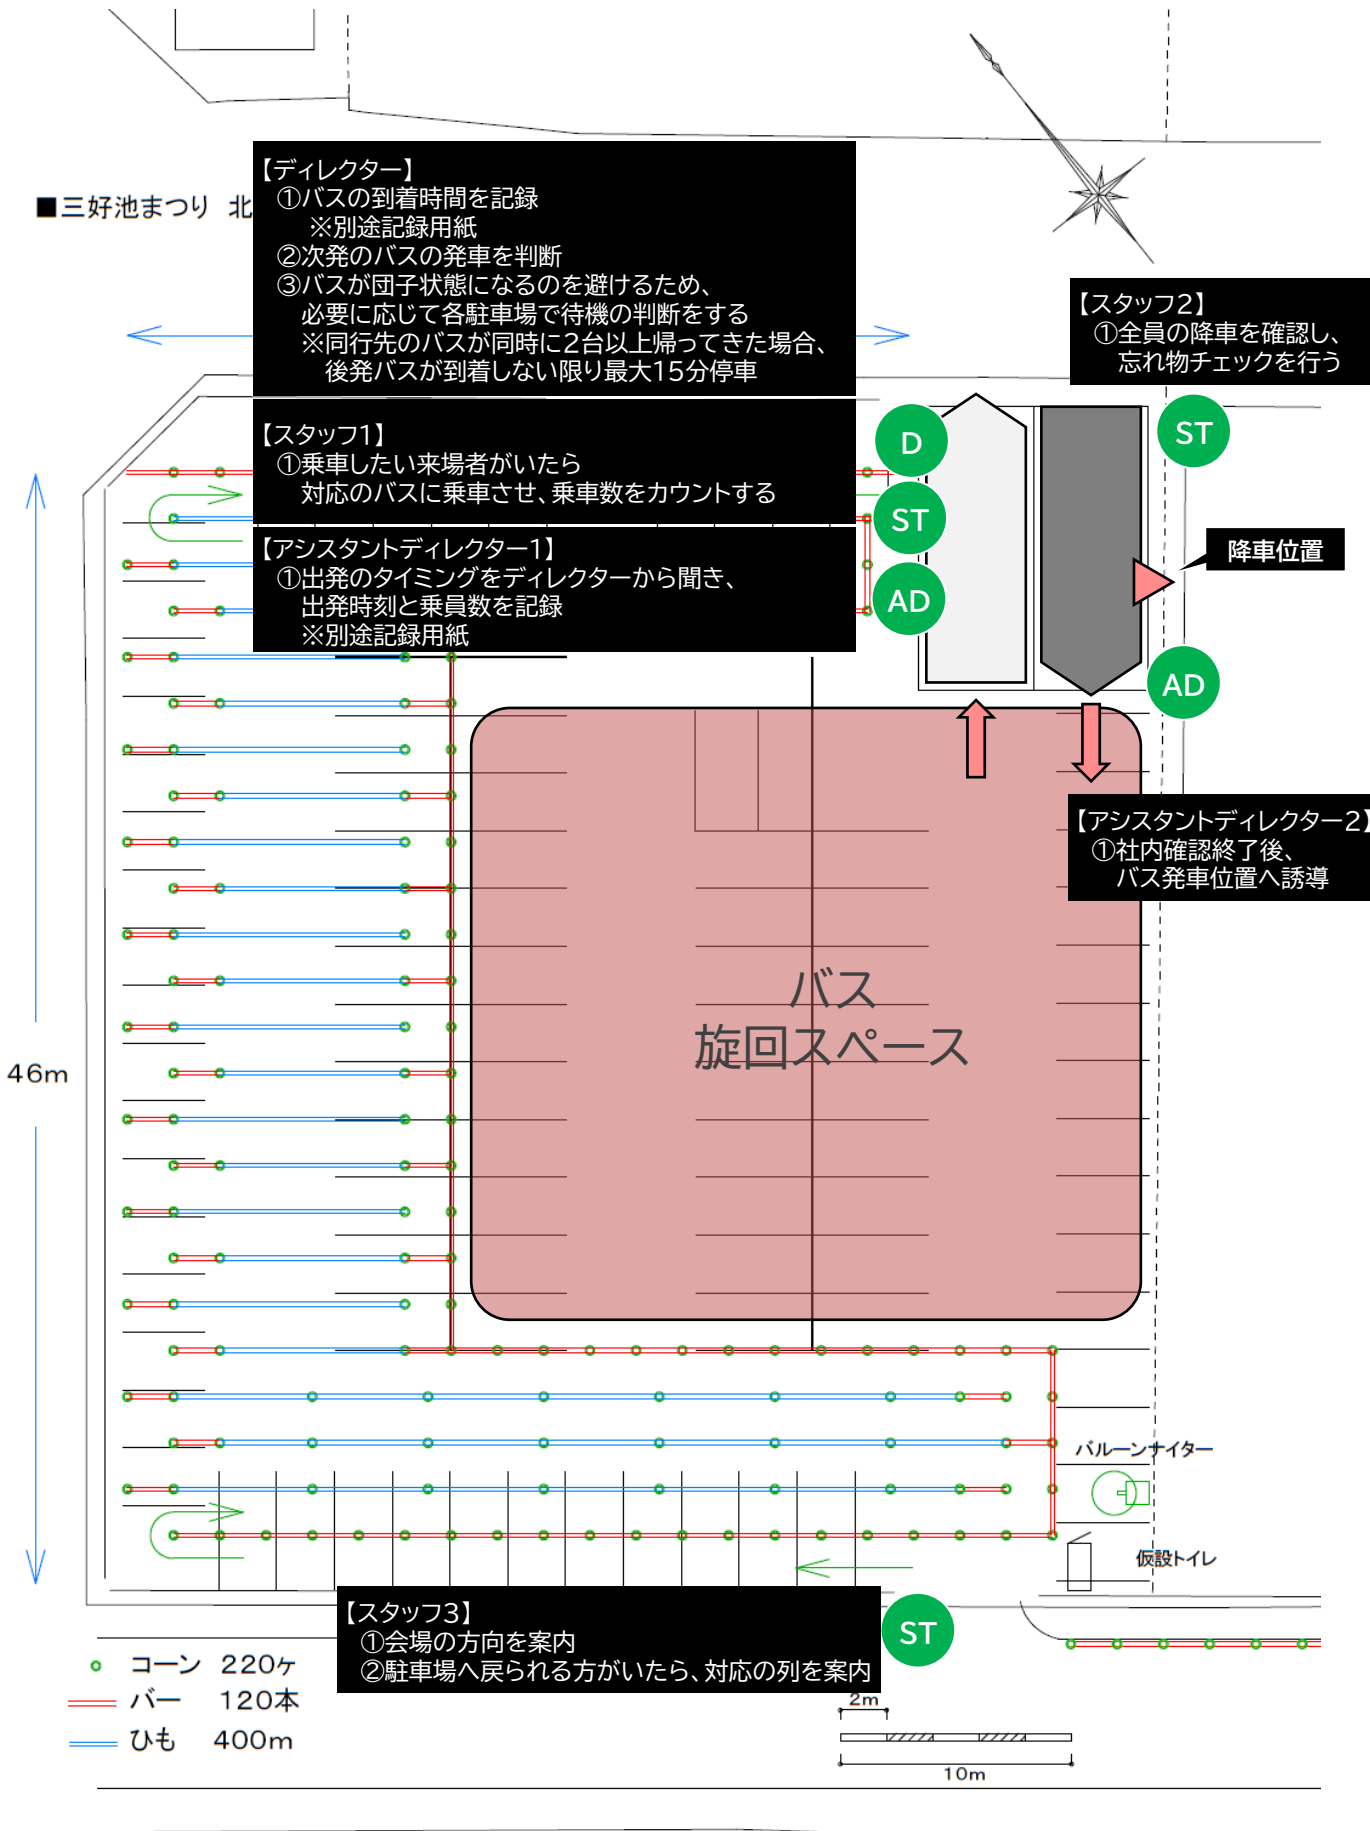 ■三好池まつり 北
【ディレクター】
①バスの到着時間を記録
※別途記録用紙
②次発のバスの発車を判断
③バスが団子状態になるのを避けるため、
必要に応じて各駐車場で待機の判断をする
※同行先のバスが同時に2台以上帰ってきた場合、
後発バスが到着しない限り最大15分停車
【スタッフ1】
①乗車したい来場者がいたら
対応のバスに乗車させ、乗車数をカウントする
【アシスタントディレクター1】
①出発のタイミングをディレクターから聞き、
出発時刻と乗員数を記録
※別途記録用紙
【スタッフ2】
①全員の降車を確認し、
忘れ物チェックを行う
D
ST
AD
ST
降車位置
AD
【アシスタントディレクター2】
①社内確認終了後、
バス発車位置へ誘導
バス
旋回スペース
46m
バルーンナイター
仮設トイレ
【スタッフ3】
①会場の方向を案内
②駐車場へ戻られる方がいたら、対応の列を案内
ST
コーン 220ヶ
バー 120本
ひも 400m
2m
10m